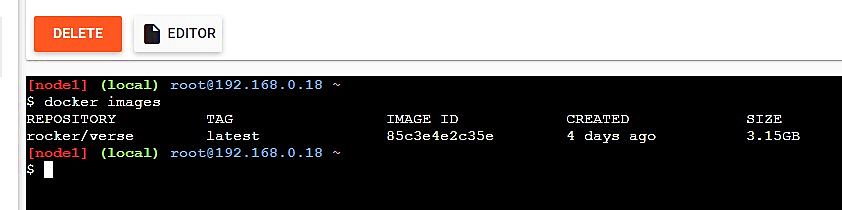 DELETE EDITOR
[node1] (local) root@192.168.0.18 ~
$ docker images
REPOSITORY TAG IMAGE ID CREATED SIZE
rocker/verse latest 85c3e4e2c35e 4 days ago 3.15GB
[node1] (local) root@192.168.0.18 ~
$